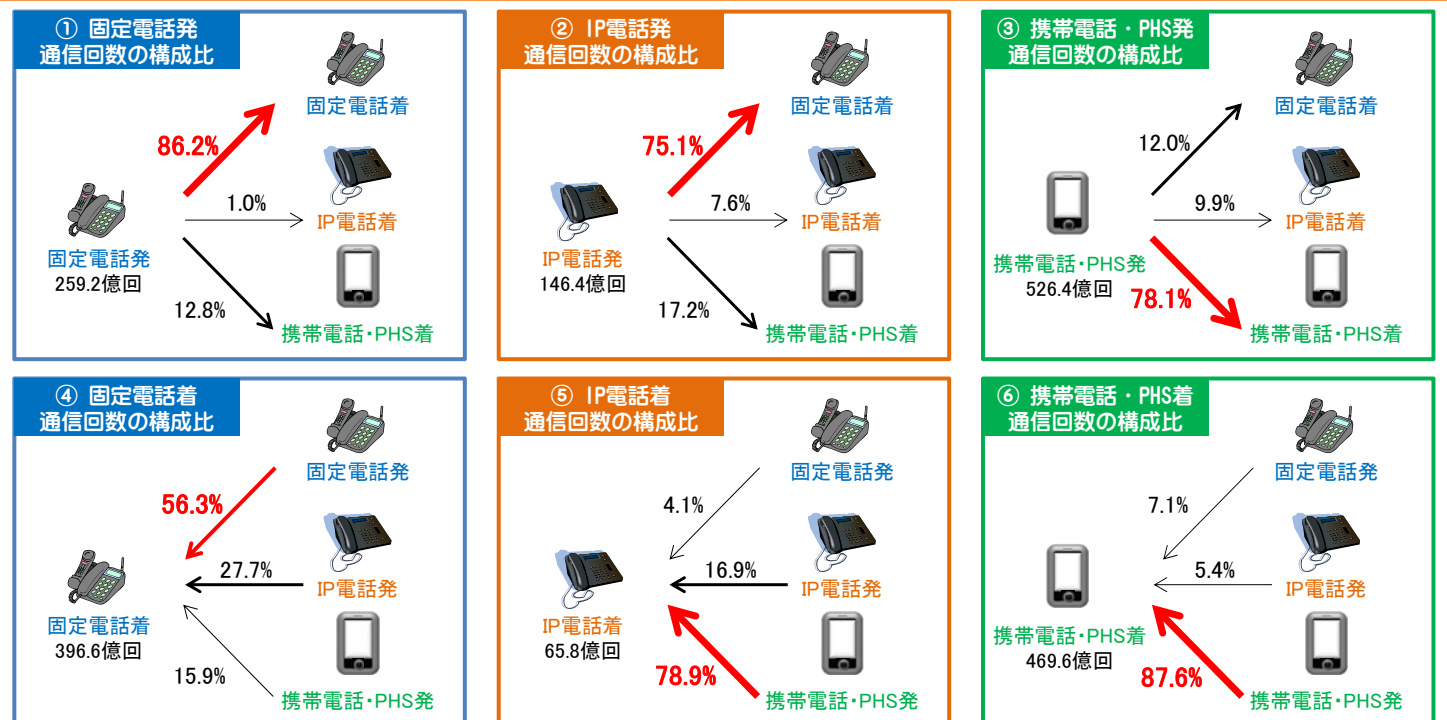 ① 固定電話発
通信回数の構成比
固定電話着
86.2%
1.0%
IP電話着
固定電話発
259.2億回
12.8%
携帯電話・PHS着
② IP電話発
通信回数の構成比
固定電話着
75.1%
7.6%
IP電話着
IP電話発
146.4億回
17.2%
携帯電話・PHS着
③ 携帯電話・PHS発
通信回数の構成比
固定電話着
12.0%
9.9%
IP電話着
携帯電話・PHS発
526.4億回
78.1%
携帯電話・PHS着
④ 固定電話着
通信回数の構成比
固定電話発
56.3%
27.7%
IP電話発
固定電話着
396.6億回
15.9%
携帯電話・PHS発
⑤ IP電話着
通信回数の構成比
固定電話発
4.1%
16.9%
IP電話発
IP電話着
65.8億回
78.9%
携帯電話・PHS発
⑥ 携帯電話・PHS着
通信回数の構成比
固定電話発
7.1%
5.4%
IP電話発
携帯電話・PHS着
469.6億回
87.6%
携帯電話・PHS発